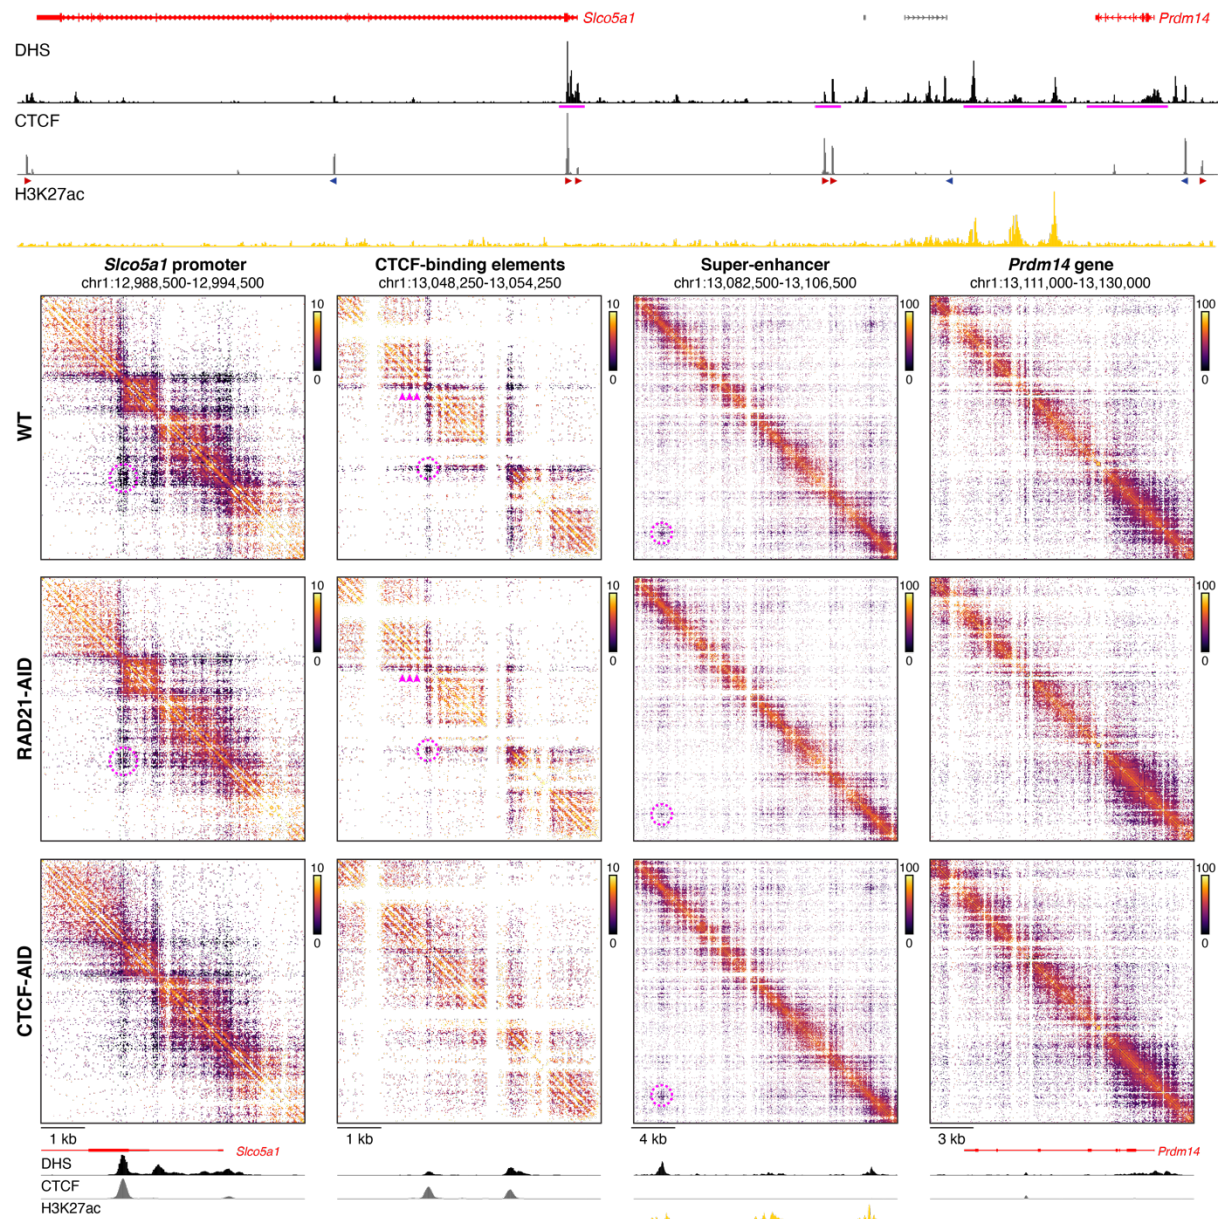 Slco5a1
Prdm14
DHS
CTCF
H3K27ac
Slco5a1 promoter
chr1:12,988,500-12,994,500
CTCF-binding elements
chr1:13,048,250-13,054,250
Super-enhancer
chr1:13,082,500-13,106,500
Prdm14 gene
chr1:13,111,000-13,130,000
WT
10
0
10
0
100
0
100
0
RAD21-AID
10
0
10
0
100
0
100
0
CTCF-AID
10
0
10
0
100
0
100
0
1 kb
1 kb
4 kb
3 kb
Slco5a1
Prdm14
DHS
CTCF
H3K27ac